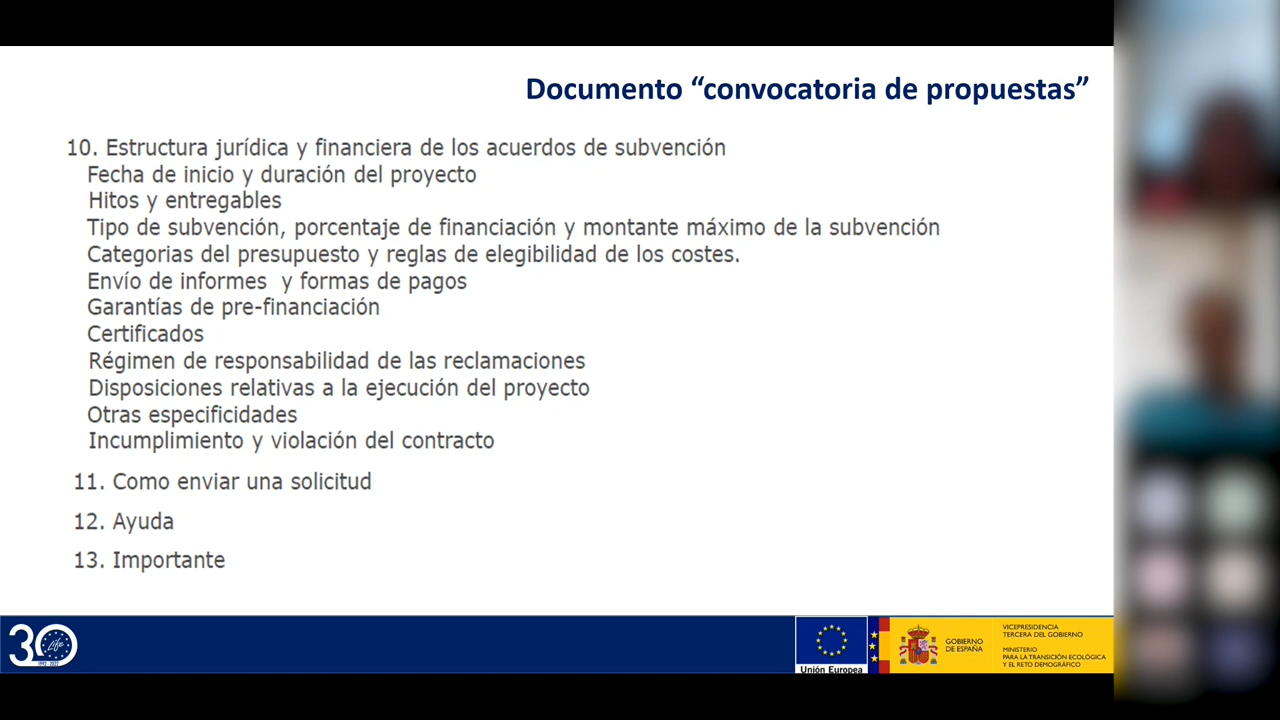 Documento “convocatoria de propuestas”
10. Estructura jurídica y financiera de los acuerdos de subvención
Fecha de inicio y duración del proyecto
Hitos y entregables
Tipo de subvención, porcentaje de financiación y montante máximo de la subvención
Categorias del presupuesto y reglas de elegibilidad de los costes.
Envío de informes  y formas de pagos
Garantías de pre-financiación
Certificados
Régimen de responsabilidad de las reclamaciones
Disposiciones relativas a la ejecución del proyecto
Otras especificidades
Incumplimiento y violación del contracto
11. Como enviar una solicitud
12. Ayuda
13. Importante
30
Life
1992 - 2022
Unión Europea
GOBIERNO
DE ESPAÑA
VICEPRESIDENCIA
TERCERA DEL GOBIERNO
MINISTERIO
PARA LA TRANSICIÓN ECOLÓGICA
Y EL RETO DEMOGRÁFICO